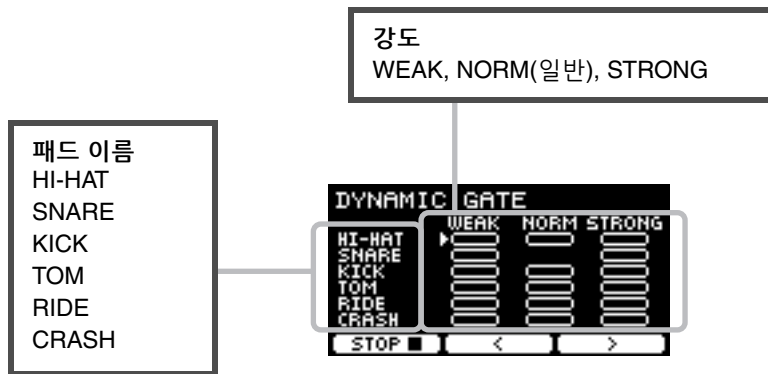 강도
WEAK, NORM(일반), STRONG
패드 이름
HI-HAT
SNARE
KICK
TOM
RIDE
CRASH
DYNAMIC GATE
WEAK NORM STRONG
HI-HAT
SNARE
KICK
TOM
RIDE
CRASH
STOP ■ < >